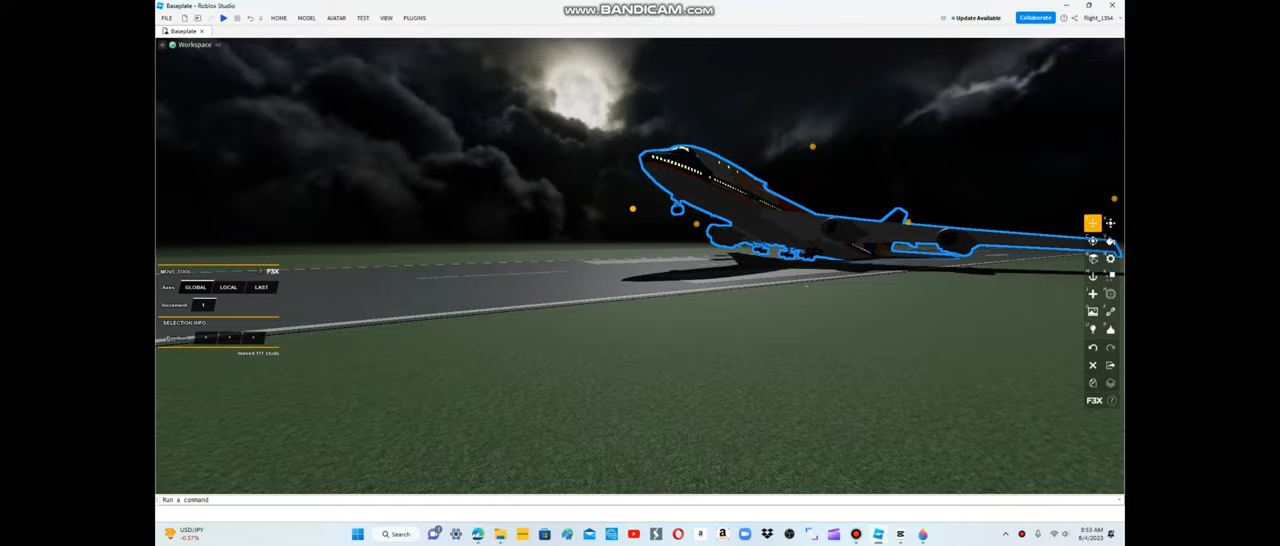 Baseplate - Roblox Studio
WWW.BANDICAM.COM
FILE HOME MODEL AVATAR TEST VIEW PLUGINS
Update Available Collaborate flight_1354
Baseplate
Workspace
MOVE TOOL F3X
Axes GLOBAL LOCAL LAST
Increment 1
SELECTION INFO
Position
moved 111 studs
F3X
Run a command
USD/JPY
-0.57%
Search
9:53 AM
8/4/2023